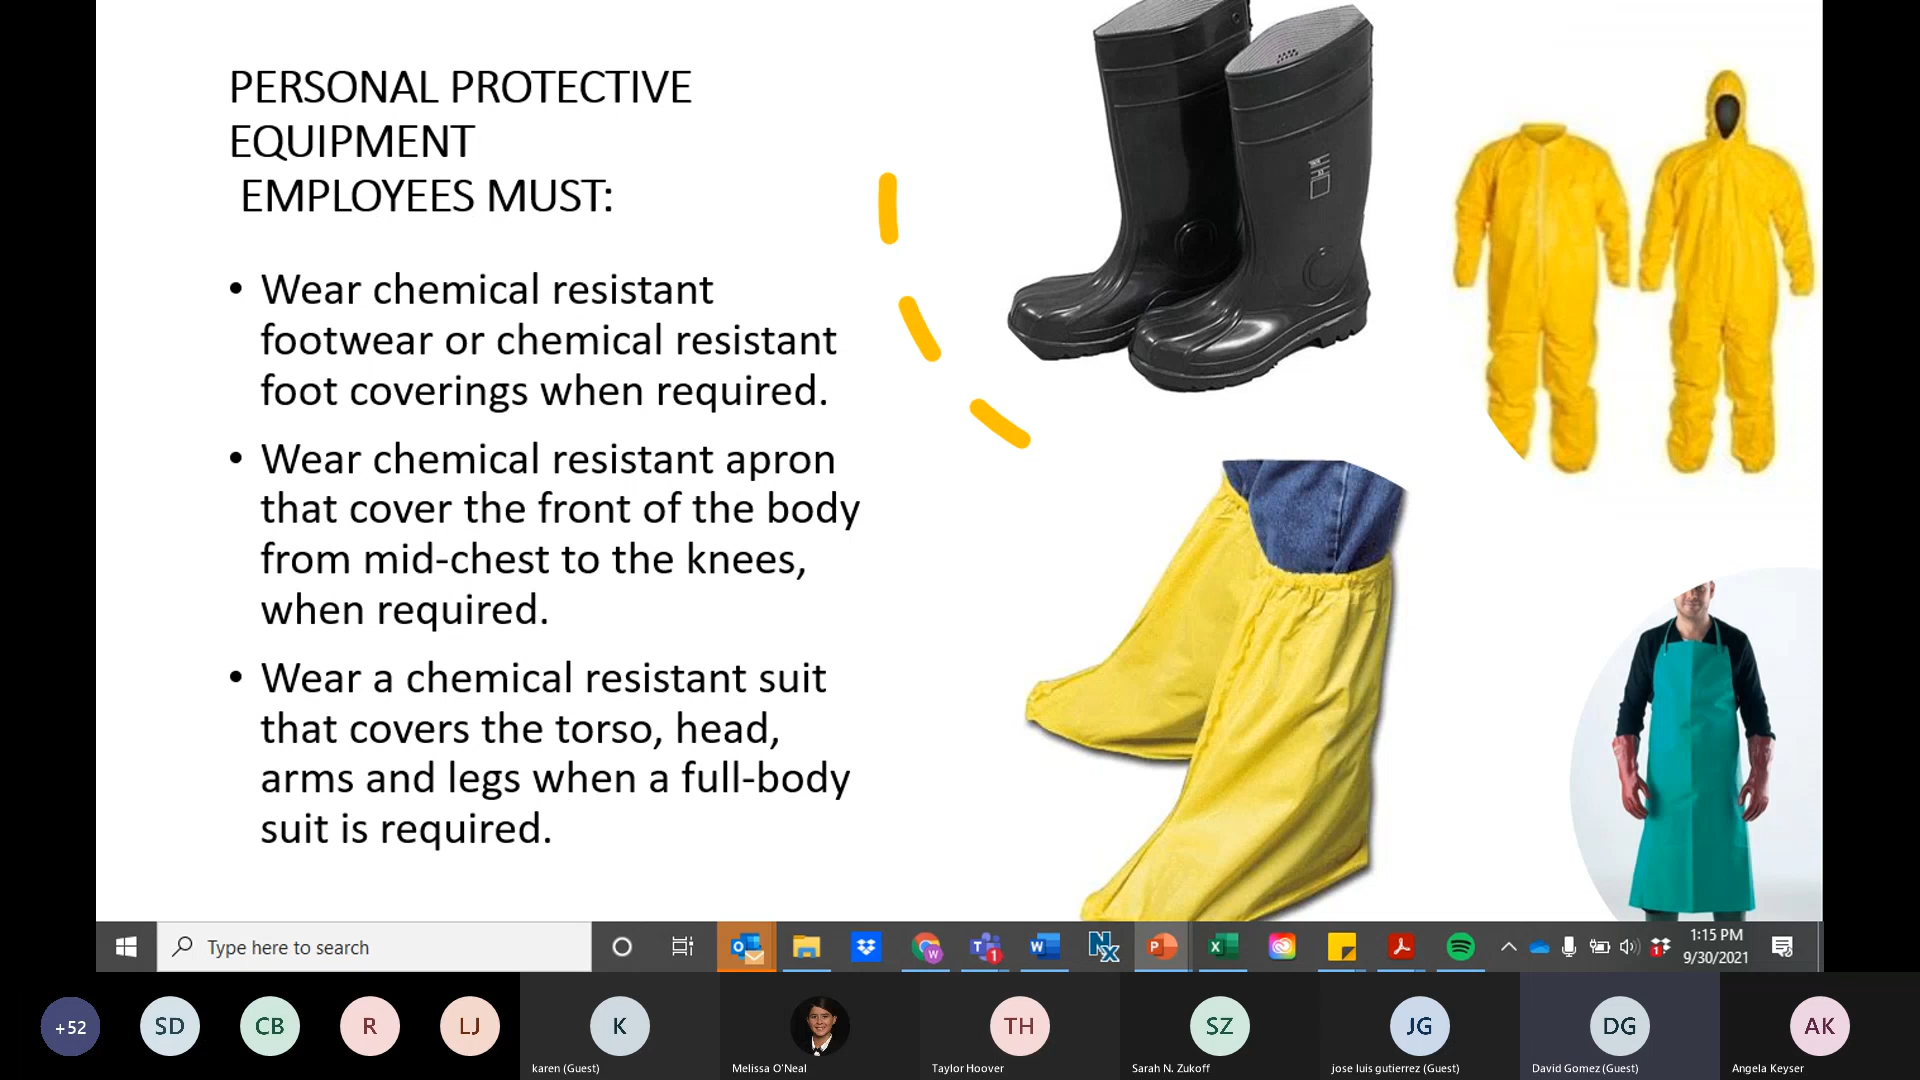 PERSONAL PROTECTIVE
EQUIPMENT
EMPLOYEES MUST:
• Wear chemical resistant
footwear or chemical resistant
foot coverings when required.
• Wear chemical resistant apron
that cover the front of the body
from mid-chest to the knees,
when required.
• Wear a chemical resistant suit
that covers the torso, head,
arms and legs when a full-body
suit is required.
Type here to search
1:15 PM
9/30/2021
+52
SD
CB
R
LJ
K
TH
SZ
JG
DG
AK
karen (Guest)
Melissa O'Neal
Taylor Hoover
Sarah N. Zukoff
jose luis gutierrez (Guest)
David Gomez (Guest)
Angela Keyser